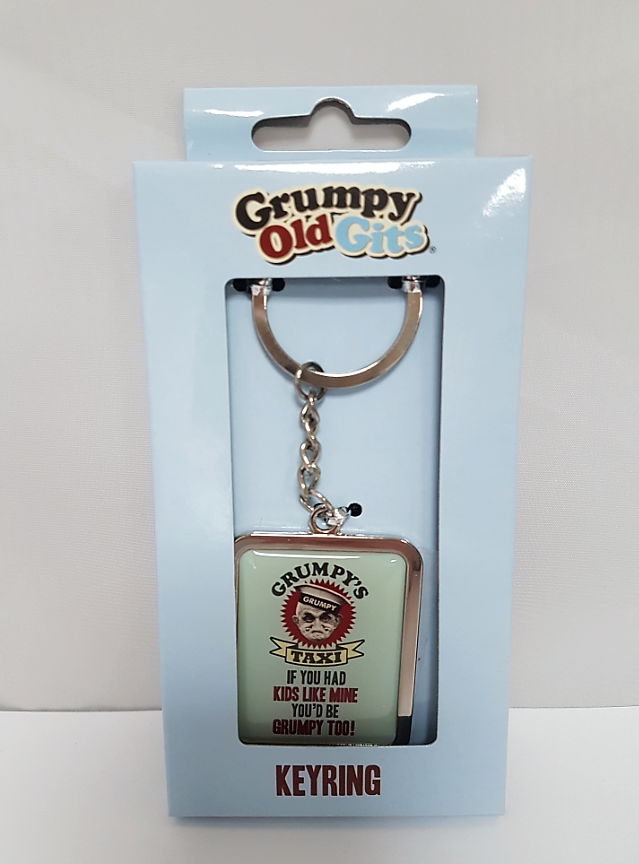 Grumpy
Old Gits®
GRUMPY'S
GRUMPY
TAXI
IF YOU HAD
KIDS LIKE MINE
YOU'D BE
GRUMPY TOO!
KEYRING